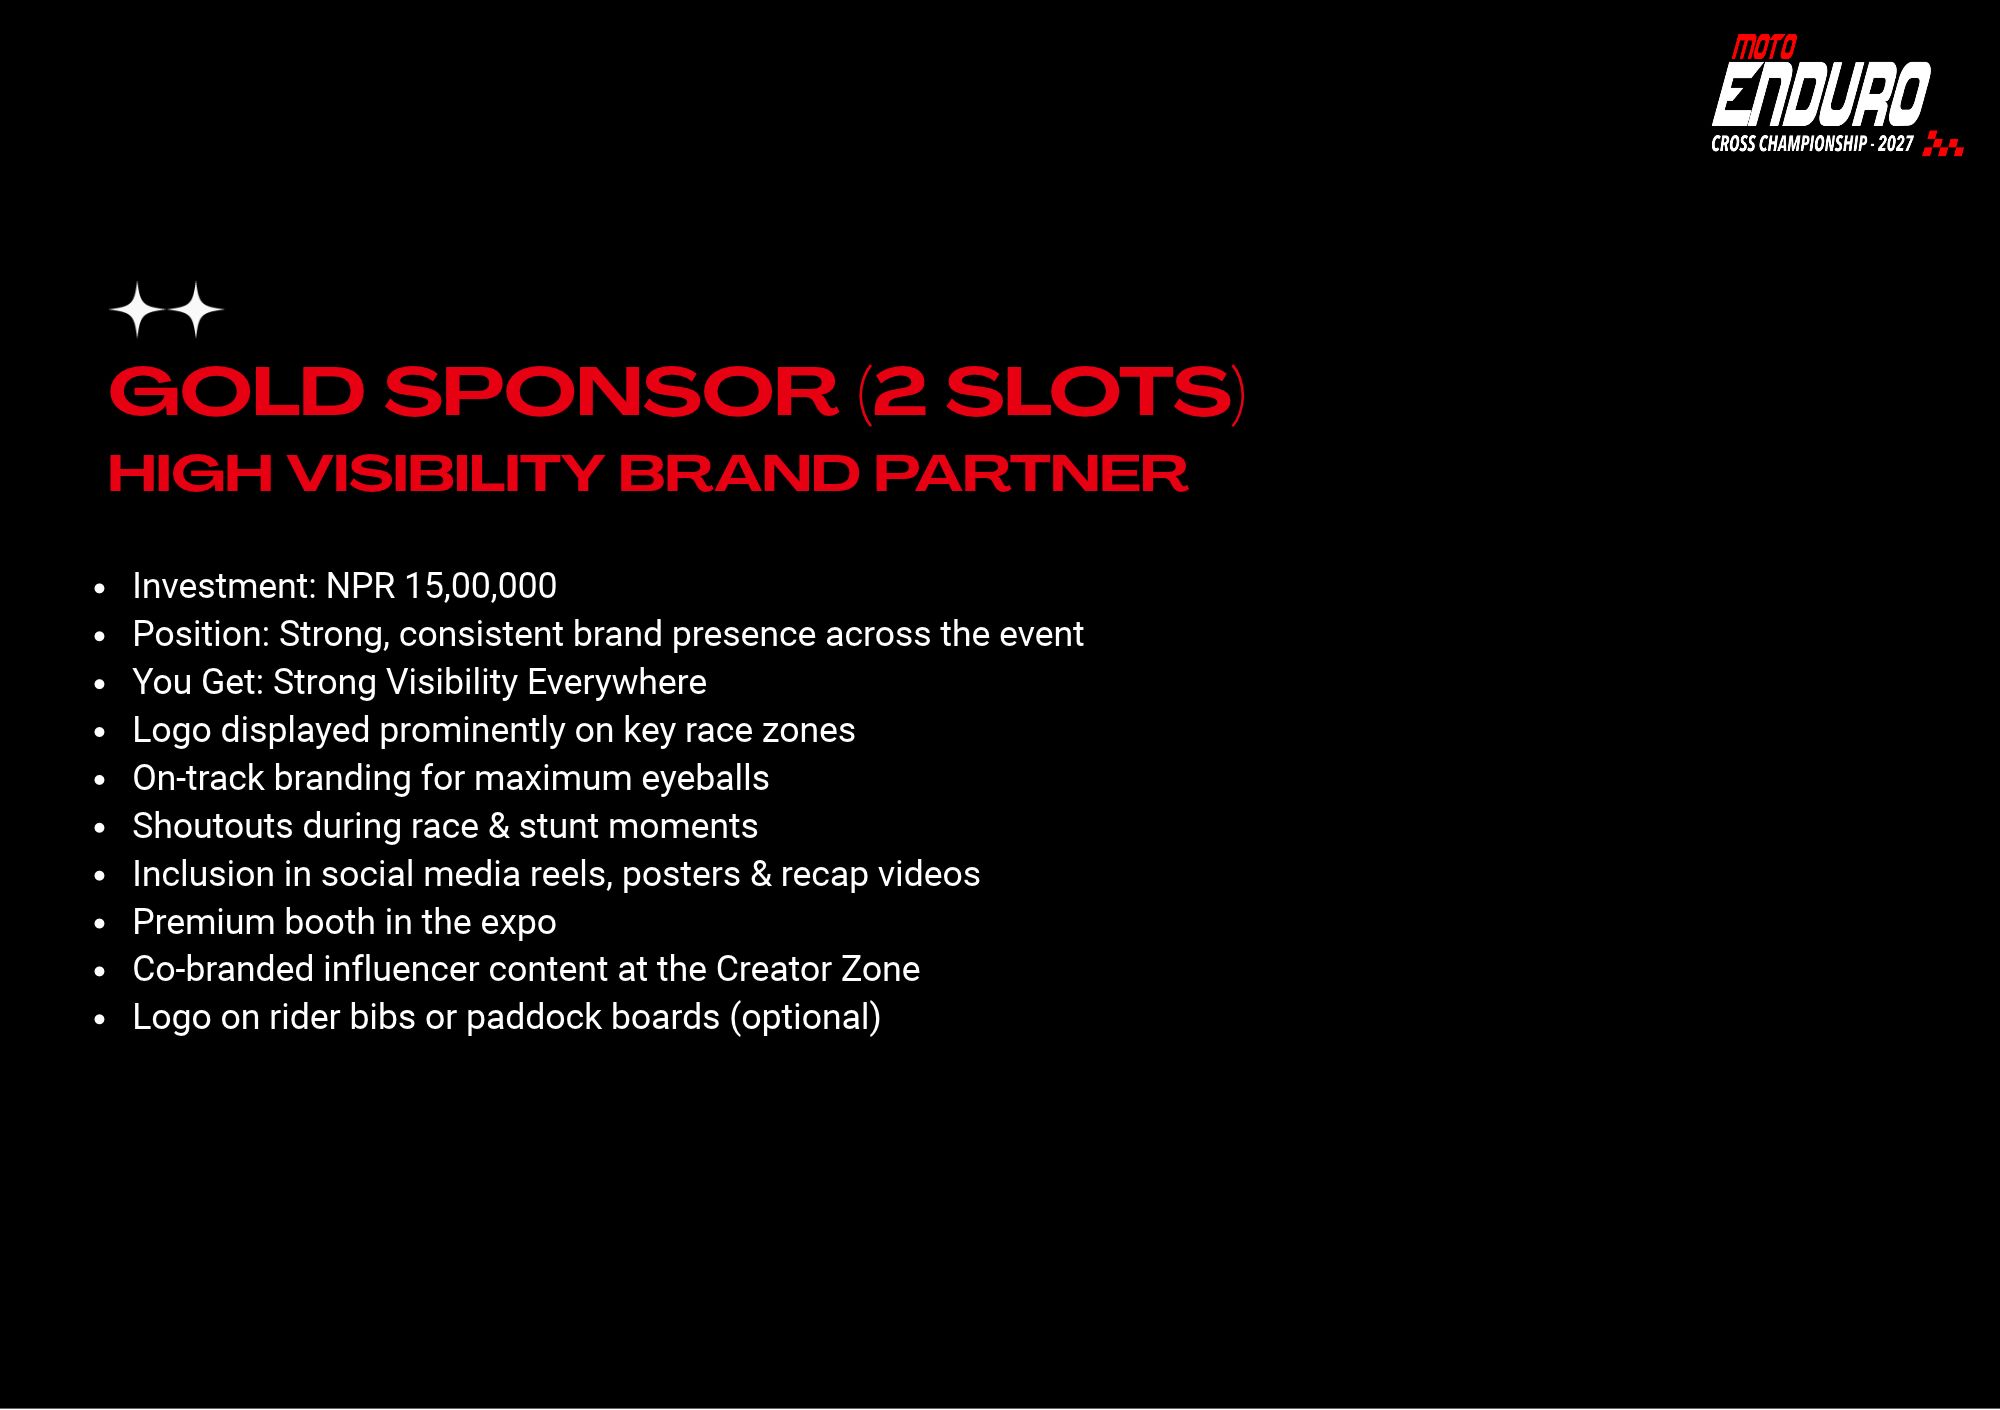 MOTO
ENDURO
CROSS CHAMPIONSHIP - 2027
GOLD SPONSOR (2 SLOTS)
HIGH VISIBILITY BRAND PARTNER
• Investment: NPR 15,00,000
• Position: Strong, consistent brand presence across the event
• You Get: Strong Visibility Everywhere
• Logo displayed prominently on key race zones
• On-track branding for maximum eyeballs
• Shoutouts during race & stunt moments
• Inclusion in social media reels, posters & recap videos
• Premium booth in the expo
• Co-branded influencer content at the Creator Zone
• Logo on rider bibs or paddock boards (optional)